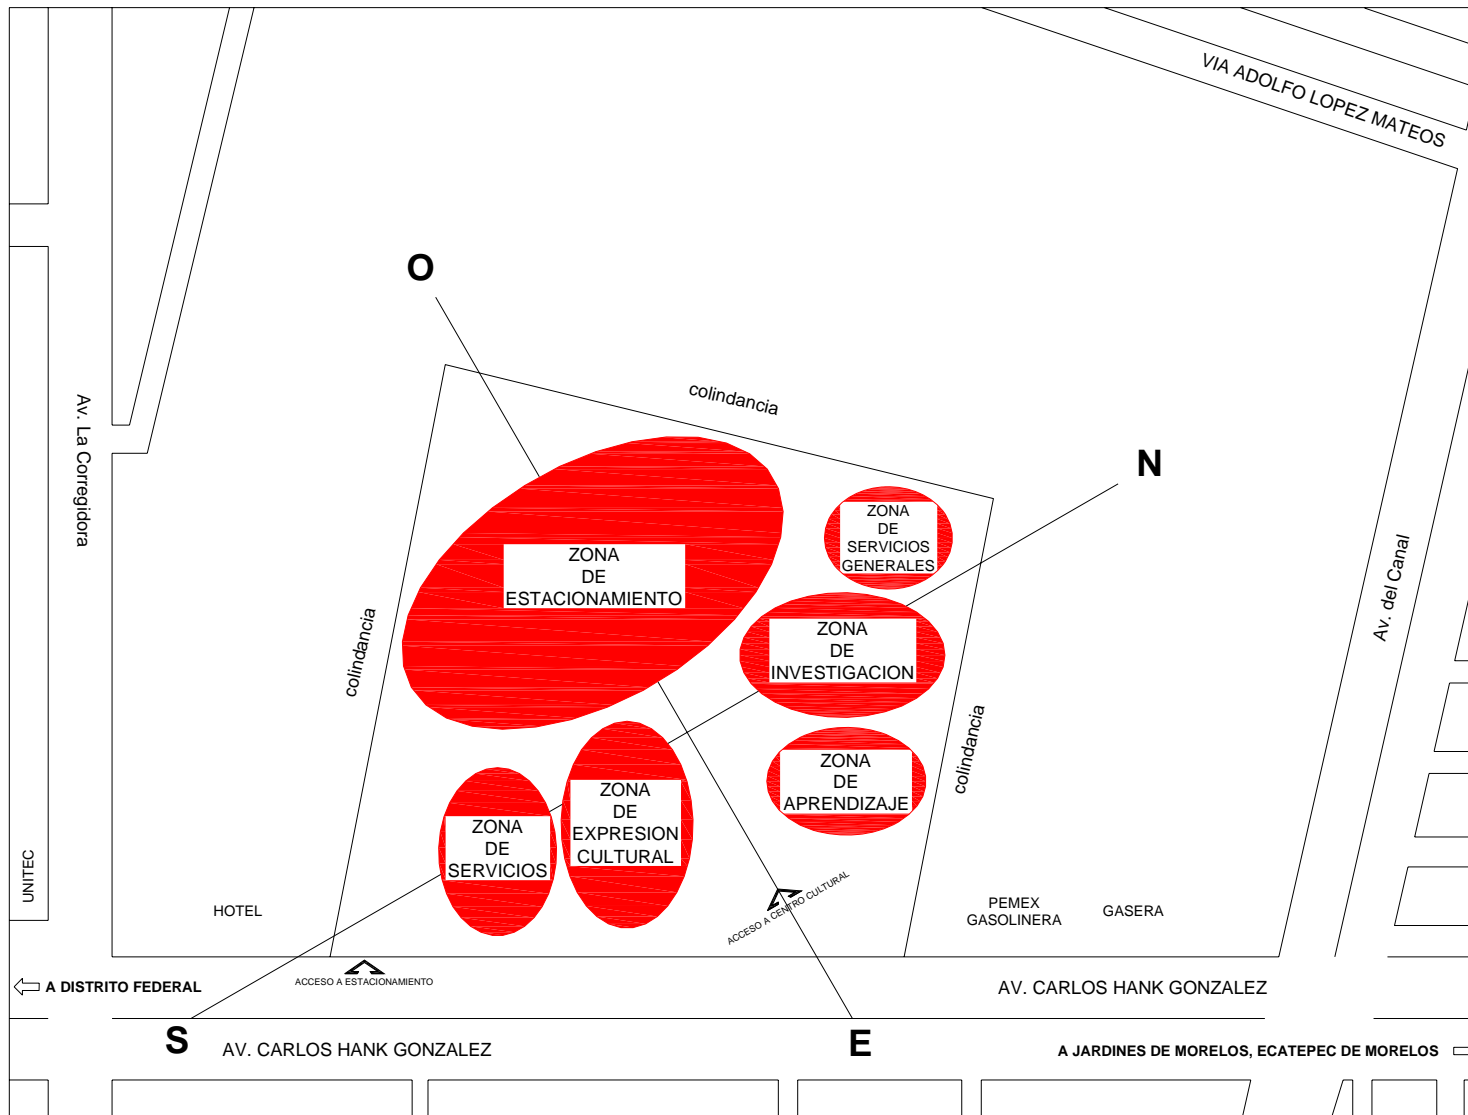 VIA ADOLFO LOPEZ MATEOS
O
colindancia
Av. La Corregidora
N
ZONA
DE
SERVICIOS
GENERALES
ZONA
DE
ESTACIONAMIENTO
Av. del Canal
colindancia
ZONA
DE
INVESTIGACION
colindancia
ZONA
DE
APRENDIZAJE
ZONA
DE
EXPRESION
CULTURAL
ZONA
DE
SERVICIOS
UNITEC
HOTEL
ACCESO A CENTRO CULTURAL
PEMEX
GASOLINERA
GASERA
ACCESO A ESTACIONAMIENTO
A DISTRITO FEDERAL
AV. CARLOS HANK GONZALEZ
S
E
AV. CARLOS HANK GONZALEZ
A JARDINES DE MORELOS, ECATEPEC DE MORELOS